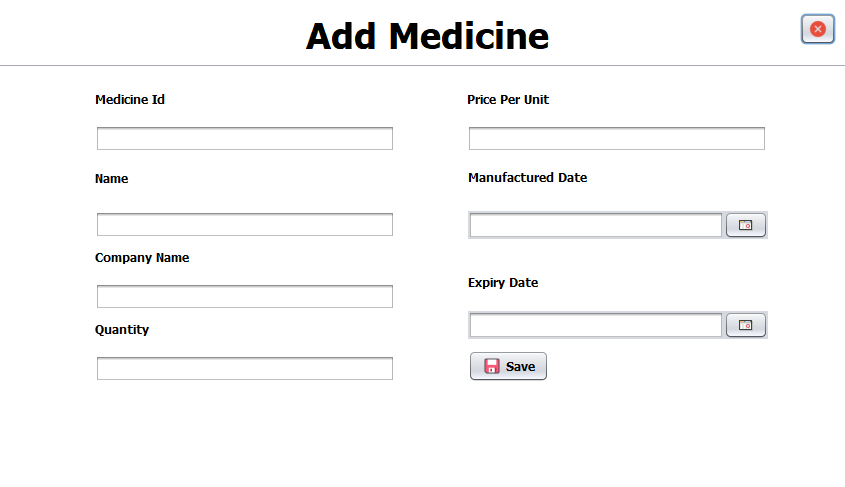 Add Medicine
Medicine Id
Name
Company Name
Quantity
Price Per Unit
Manufactured Date
Expiry Date
Save